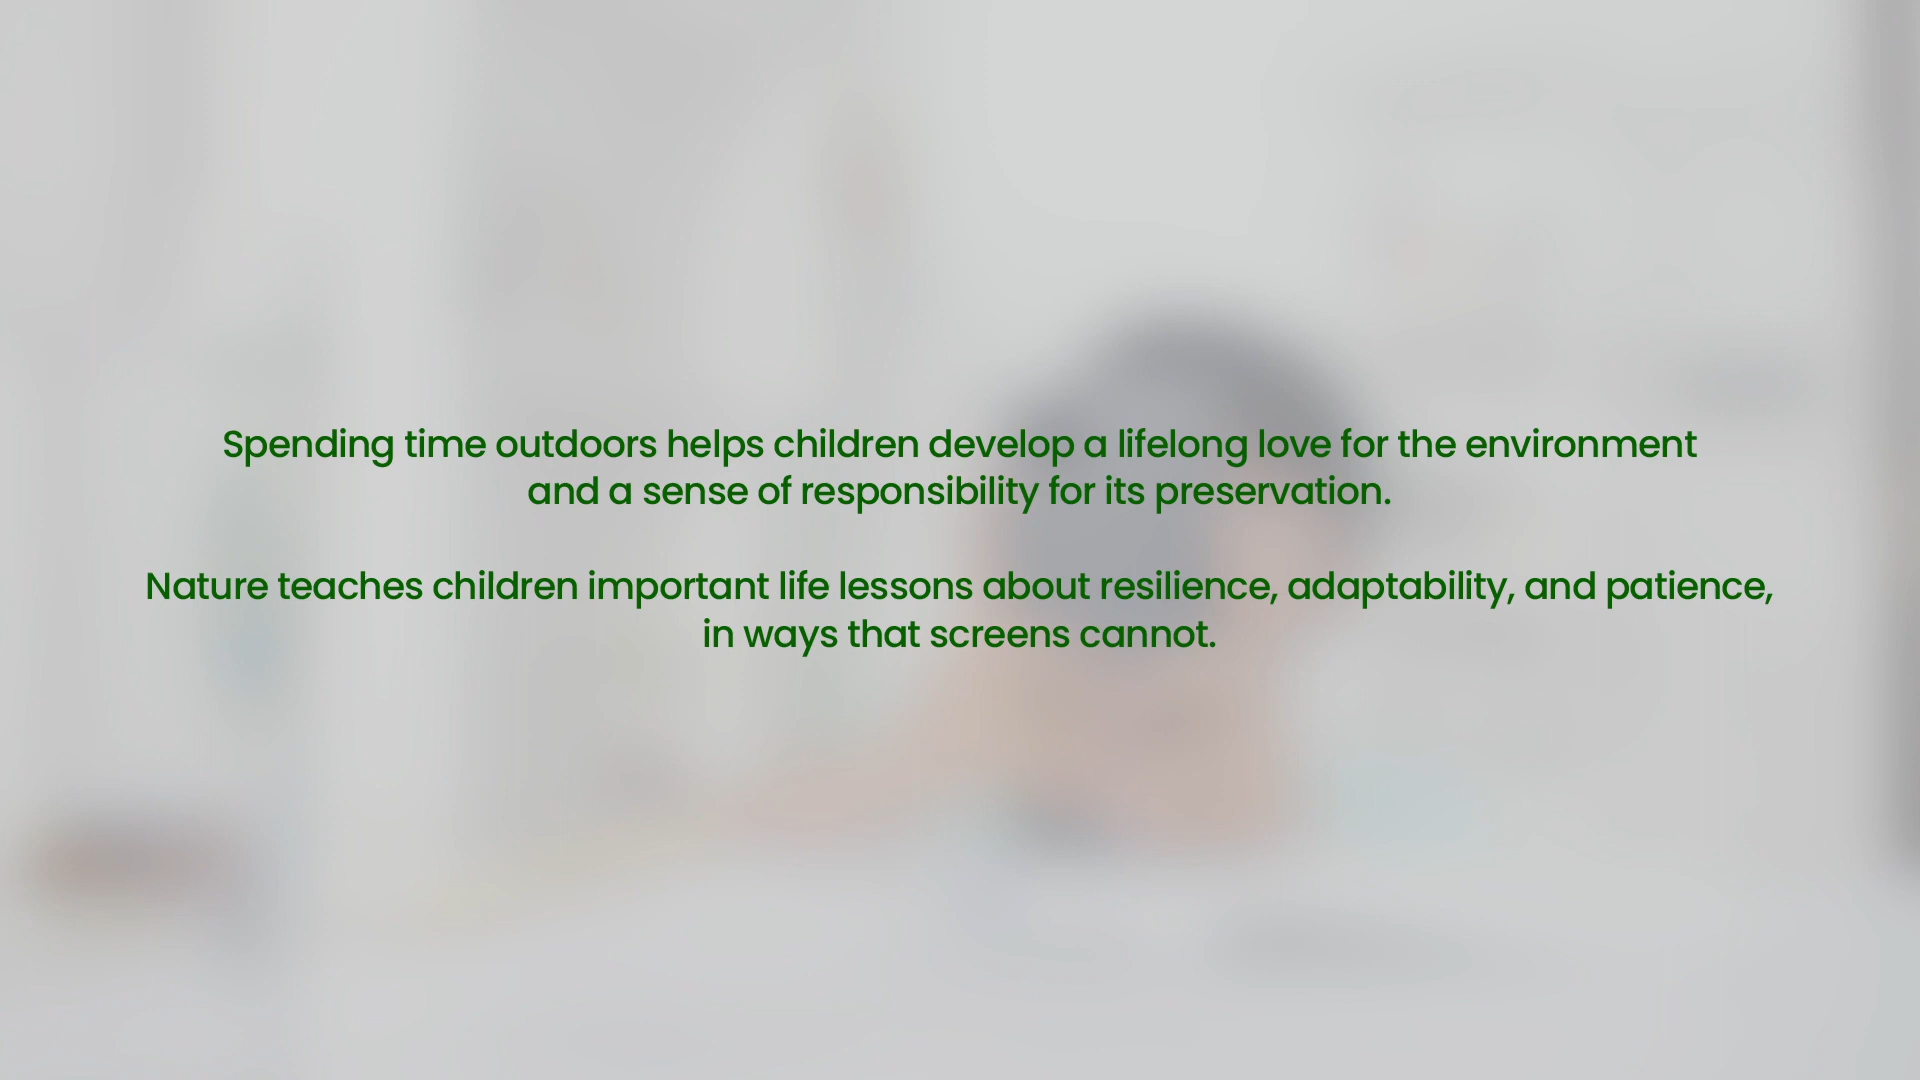 Spending time outdoors helps children develop a lifelong love for the environment
and a sense of responsibility for its preservation.
Nature teaches children important life lessons about resilience, adaptability, and patience,
in ways that screens cannot.